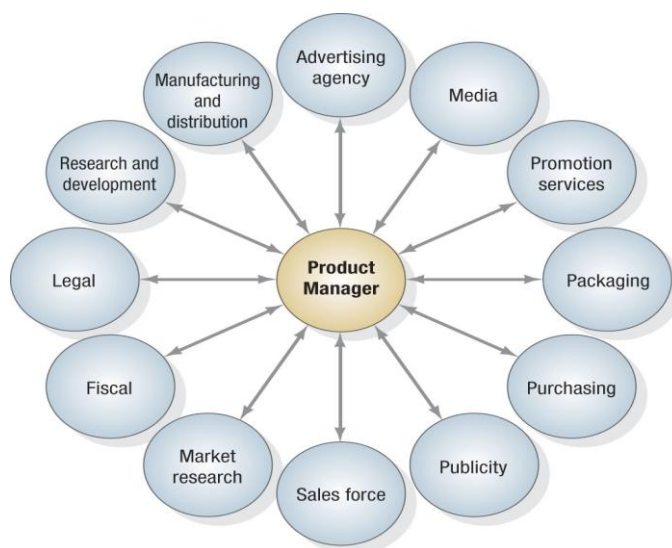 Advertising
agency
Media
Promotion
services
Packaging
Purchasing
Publicity
Sales force
Market
research
Fiscal
Legal
Research and
development
Manufacturing
and
distribution
Product
Manager